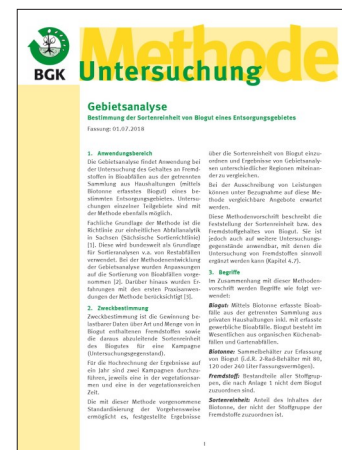 Methode
BGK
Untersuchung
Gebietsanalyse
Bestimmung der Sortenreinheit von Biogut eines Entsorgungsgebietes
Fassung: 01.07.2018
1. Anwendungsbereich
Die Gebietsanalyse findet Anwendung bei
der Untersuchung des Gehaltes an Fremd-
stoffen in Bioabfällen aus der getrennten
Sammlung aus Haushaltungen (mittels
Biotonne erfasstes Biogut) eines be-
stimmten Entsorgungsgebietes. Untersu-
chungen einzelner Teilgebiete sind mit
der Methode ebenfalls möglich.
Fachliche Grundlage der Methode ist die
Richtlinie zur einheitlichen Abfallanalytik
in Sachsen (Sächsische Sortierrichtlinie)
[1]. Diese wird bundesweit als Grundlage
für Sortieranalysen v.a. von Restabfällen
verwendet. Bei der Methodenentwicklung
der Gebietsanalyse wurden Anpassungen
auf die Sortierung von Bioabfällen vorge-
nommen [2]. Darüber hinaus wurden Er-
fahrungen mit den ersten Praxisanwen-
dungen der Methode berücksichtigt [3].
2. Zweckbestimmung
Zweckbestimmung ist die Gewinnung be-
lastbarer Daten über Art und Menge von in
Biogut enthaltenen Fremdstoffen sowie
die daraus abzuleitende Sortenreinheit
des Biogutes für eine Kampagne
(Untersuchungsgegenstand).
Für die Hochrechnung der Ergebnisse auf
ein Jahr sind zwei Kampagnen durchzu-
führen, jeweils eine in der vegetationsar-
men und eine in der vegetationsreichen
Zeit.
Die mit dieser Methode vorgenommene
Standardisierung der Vorgehensweise
ermöglicht es, festgestellte Ergebnisse
über die Sortenreinheit von Biogut einzu-
ordnen und Ergebnisse von Gebietsanaly-
sen unterschiedlicher Regionen miteinan-
der zu vergleichen.
Bei der Ausschreibung von Leistungen
können unter Bezugnahme auf diese Me-
thode vergleichbare Angebote erwartet
werden.
Diese Methodenvorschrift beschreibt die
Feststellung der Sortenreinheit bzw. des
Fremdstoffgehaltes von Biogut. Sie ist
jedoch auch auf weitere Untersuchungs-
gegenstände anwendbar, mit denen die
Untersuchung von Fremdstoffen sinnvoll
ergänzt werden kann (Kapitel 4.7).
3. Begriffe
Im Zusammenhang mit dieser Methoden-
vorschrift werden Begriffe wie folgt ver-
wendet:
Biogut: Mittels Biotonne erfasste Bioab-
fälle aus der getrennten Sammlung aus
privaten Haushaltungen inkl. mit erfasste
gewerbliche Bioabfälle. Biogut besteht im
Wesentlichen aus organischen Küchenab-
fällen und Gartenabfällen.
Biotonne: Sammelbehälter zur Erfassung
von Biogut (i.d.R. 2-Rad-Behälter mit 80,
120 oder 260 Liter Fassungsvermögen).
Fremdstoff: Bestandteile aller Stoffgrup-
pen, die nach Anlage 1 nicht dem Biogut
zuzuordnen sind.
Sortenreinheit: Anteil des Inhaltes der
Biotonne, der nicht der Stoffgruppe der
Fremdstoffe zuzuordnen ist.
1